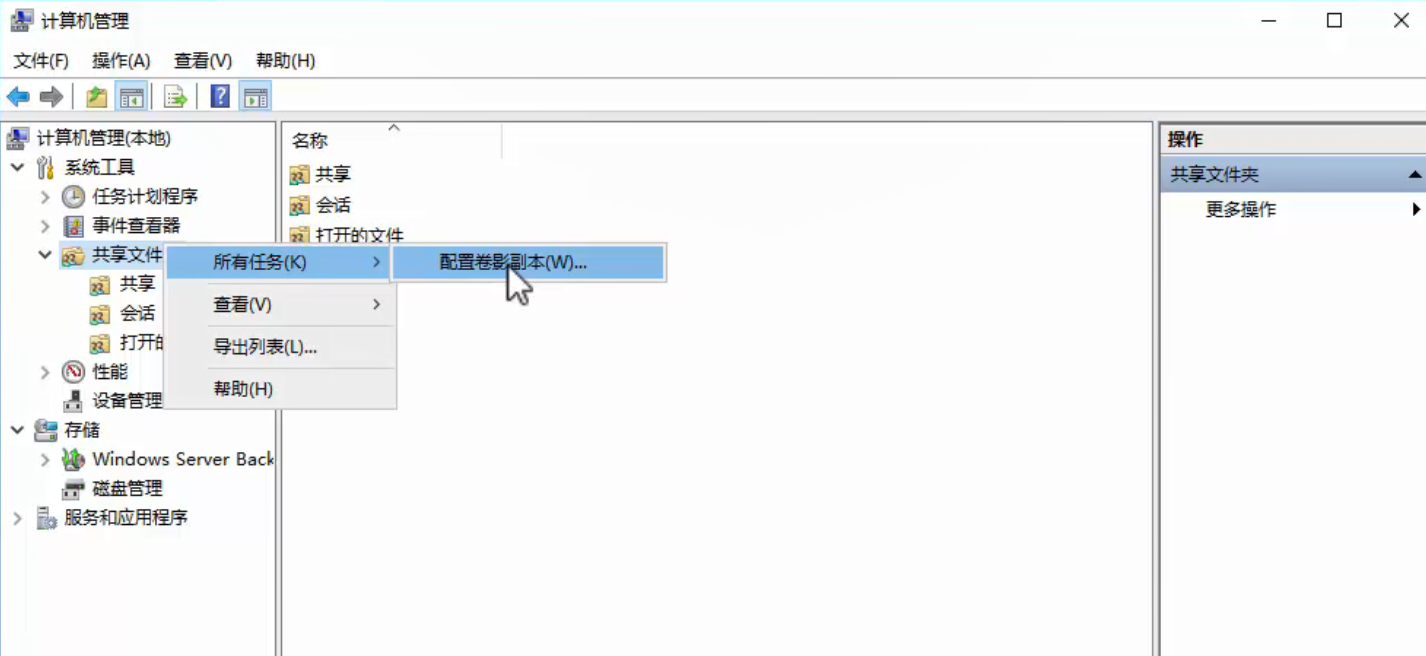 计算机管理
文件(F) 操作(A) 查看(V) 帮助(H)
计算机管理(本地)
系统工具
任务计划程序
事件查看器
共享文件
共享
会话
打开的
性能
设备管理
存储
Windows Server Back
磁盘管理
服务和应用程序
名称
共享
会话
打开的文件
所有任务(K)
查看(V)
导出列表(L)...
帮助(H)
配置卷影副本(W)...
操作
共享文件夹
更多操作